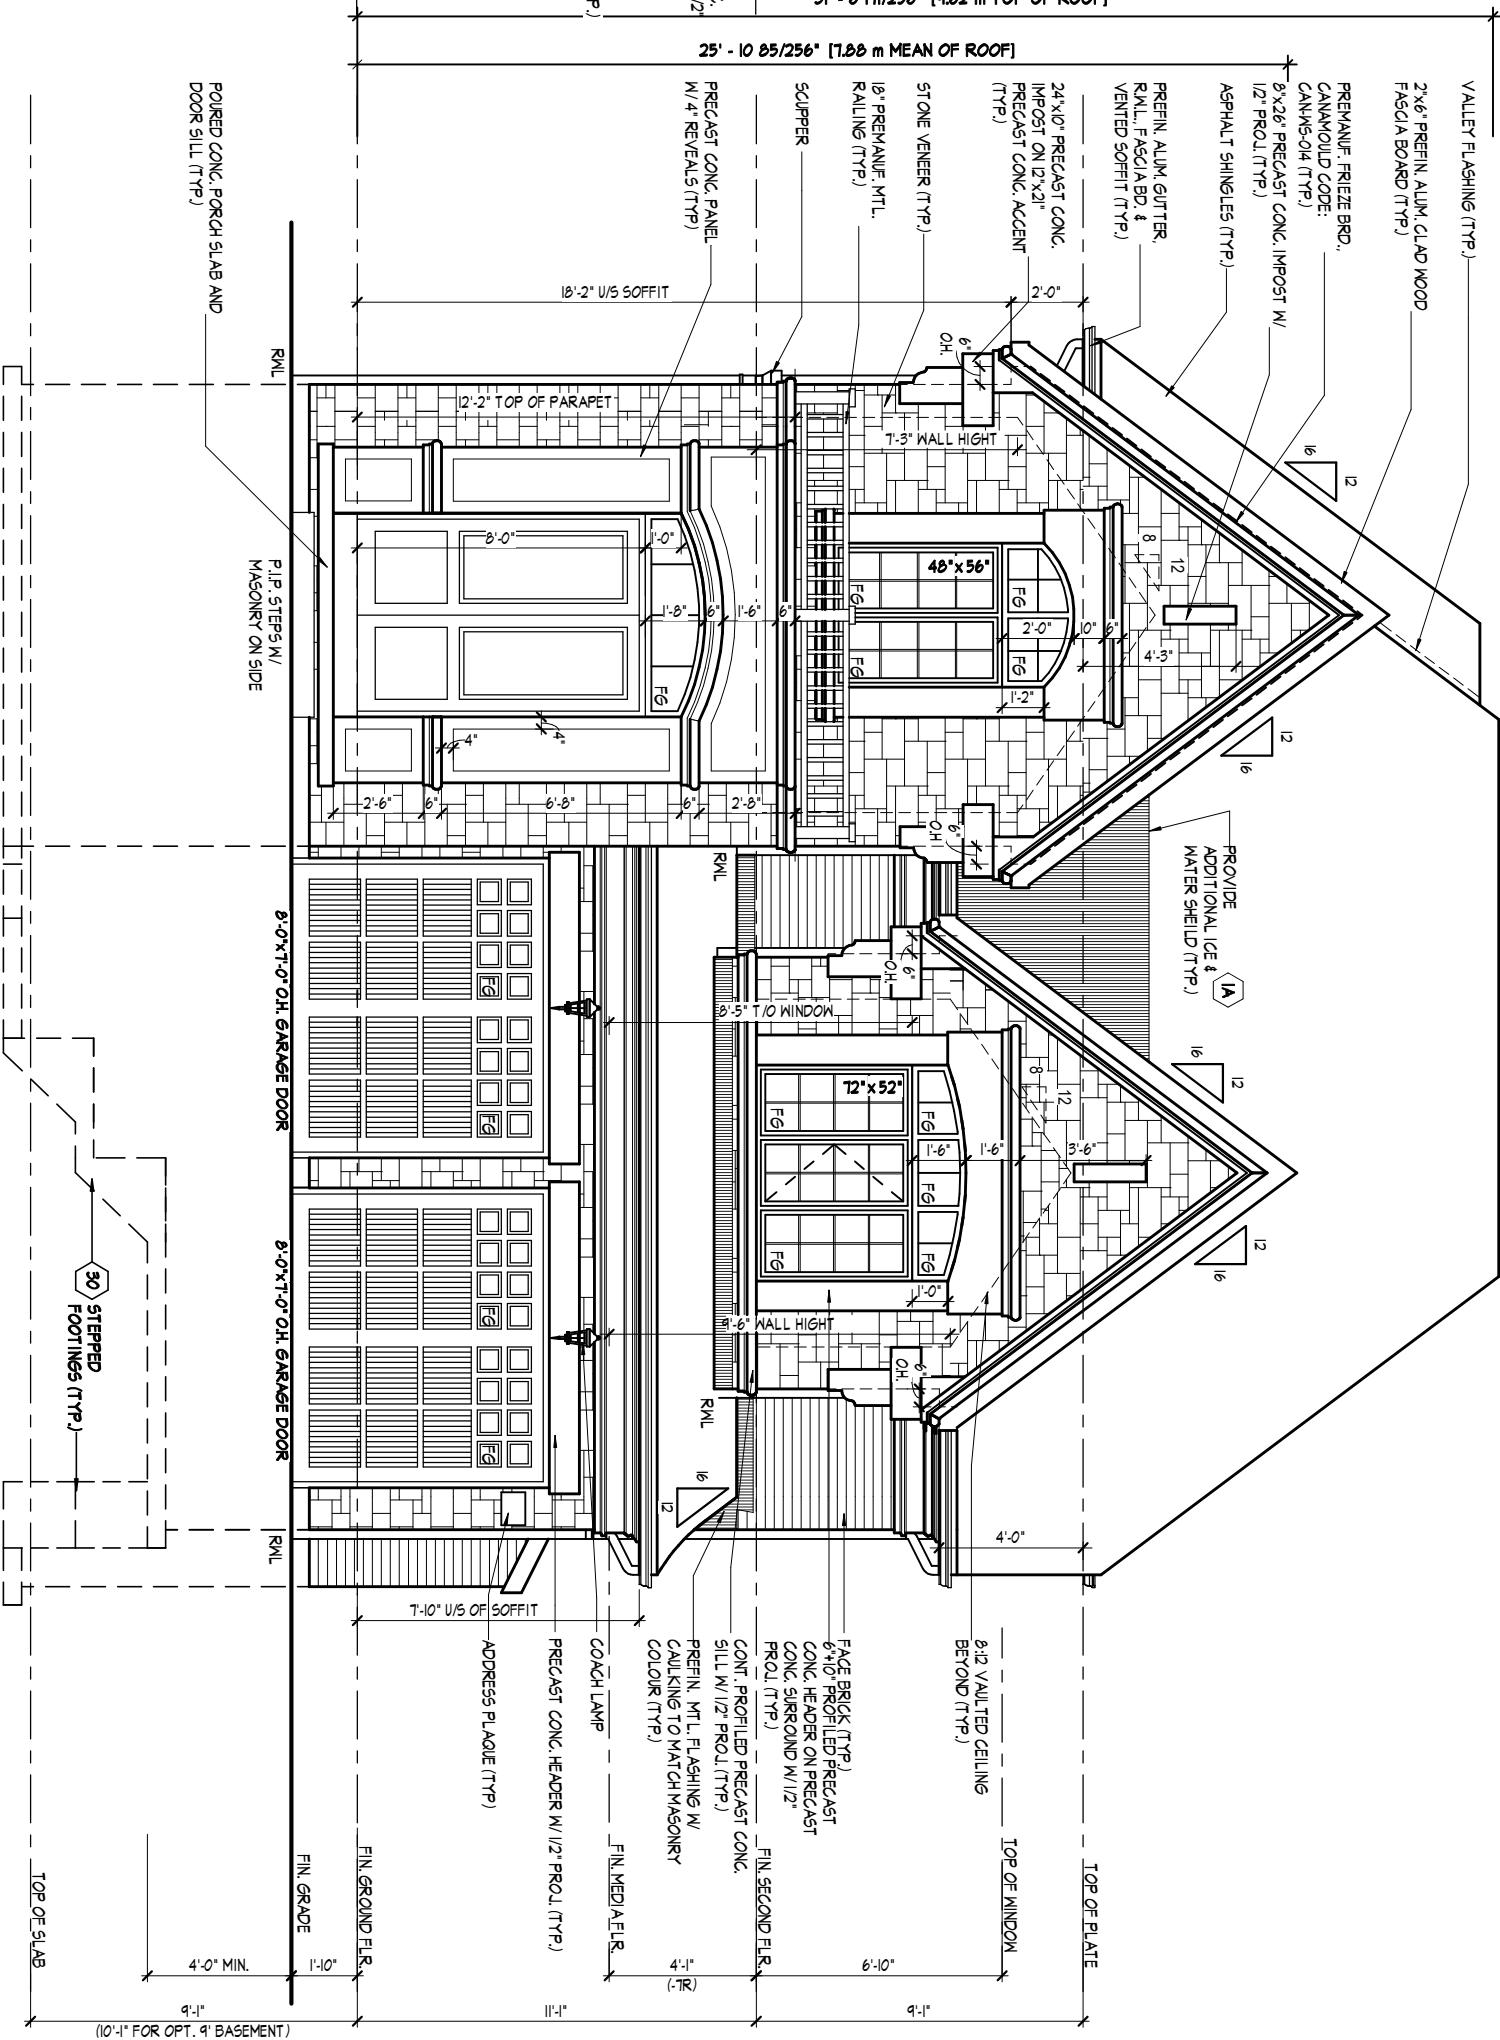 25' - 10 85/256" [7.88 m MEAN OF ROOF]
VALLEY FLASHING (TYP.)
2"x6" PREFIN. ALUM. CLAD WOOD
FASCIA BOARD (TYP.)
PREMANUF. FRIEZE BRD.,
CANAMOULD CODE:
CAN-WS-014 (TYP.)
8"x26" PRECAST CONC. IMPOST W/
1/2" PROJ. (TYP.)
ASPHALT SHINGLES (TYP.)
PREFIN. ALUM. GUTTER,
R.W.L., FASCIA BD. &
VENTED SOFFIT (TYP.)
24"x10" PRECAST CONC.
IMPOST ON 12"x21"
PRECAST CONC. ACCENT
(TYP.)
STONE VENEER (TYP.)
18" PREMANUF. MTL.
RAILING (TYP.)
SCUPPER
PRECAST CONC. PANEL
W/ 4" REVEALS (TYP)
POURED CONC. PORCH SLAB AND
DOOR SILL (TYP.)
18'-2" U/S SOFFIT
2'-0"
RWL
12'-2" TOP OF PARAPET
7'-3" WALL HIGHT
6"
O.H.
16
12
8
12
48"x56"
FG
FG
FG
FG
2'-0"
10"
6"
4'-3"
1'-2"
8'-0"
1'-0"
1'-8"
6"
1'-6"
6"
FG
4"
4"
2'-6"
6"
6'-8"
6"
2'-8"
6"
O.H
12
16
P.I.P. STEPS W/
MASONRY ON SIDE
PROVIDE
ADDITIONAL ICE &
WATER SHEILD (TYP.)
1A
RWL
8'-0"x7'-0" O.H. GARAGE DOOR
FG
FG
6"
O.H.
8'-5" T/O WINDOW
8
12
16
12
72"x52"
FG
FG
FG
FG
FG
1'-6"
1'-6"
3'-6"
1'-0"
9'-6" WALL HIGHT
12
16
6"
O.H.
8'-0"x7'-0" O.H. GARAGE DOOR
FG
FG
30
STEPPED
FOOTINGS (TYP.)
RWL
16
12
4'-0"
RWL
7'-10" U/S OF SOFFIT
8:12 VAULTED CEILING
BEYOND (TYP.)
FACE BRICK (TYP.)
6"+10" PROFILED PRECAST
CONC. HEADER ON PRECAST
CONC. SURROUND W/ 1/2"
PROJ. (TYP.)
CONT. PROFILED PRECAST CONC.
SILL W/ 1/2" PROJ. (TYP.)
PREFIN. MTL. FLASHING W/
CAULKING TO MATCH MASONRY
COLOUR (TYP.)
COACH LAMP
PRECAST CONC. HEADER W/ 1/2" PROJ. (TYP.)
ADDRESS PLAQUE (TYP)
TOP OF PLATE
TOP OF WINDOW
FIN. SECOND FLR.
FIN. MEDIA FLR.
FIN. GROUND FLR.
FIN. GRADE
TOP OF SLAB
6'-10"
4'-1"
(-7R)
1'-10"
4'-0" MIN.
9'-1"
11'-1"
9'-1"
(10'-1" FOR OPT. 9' BASEMENT)